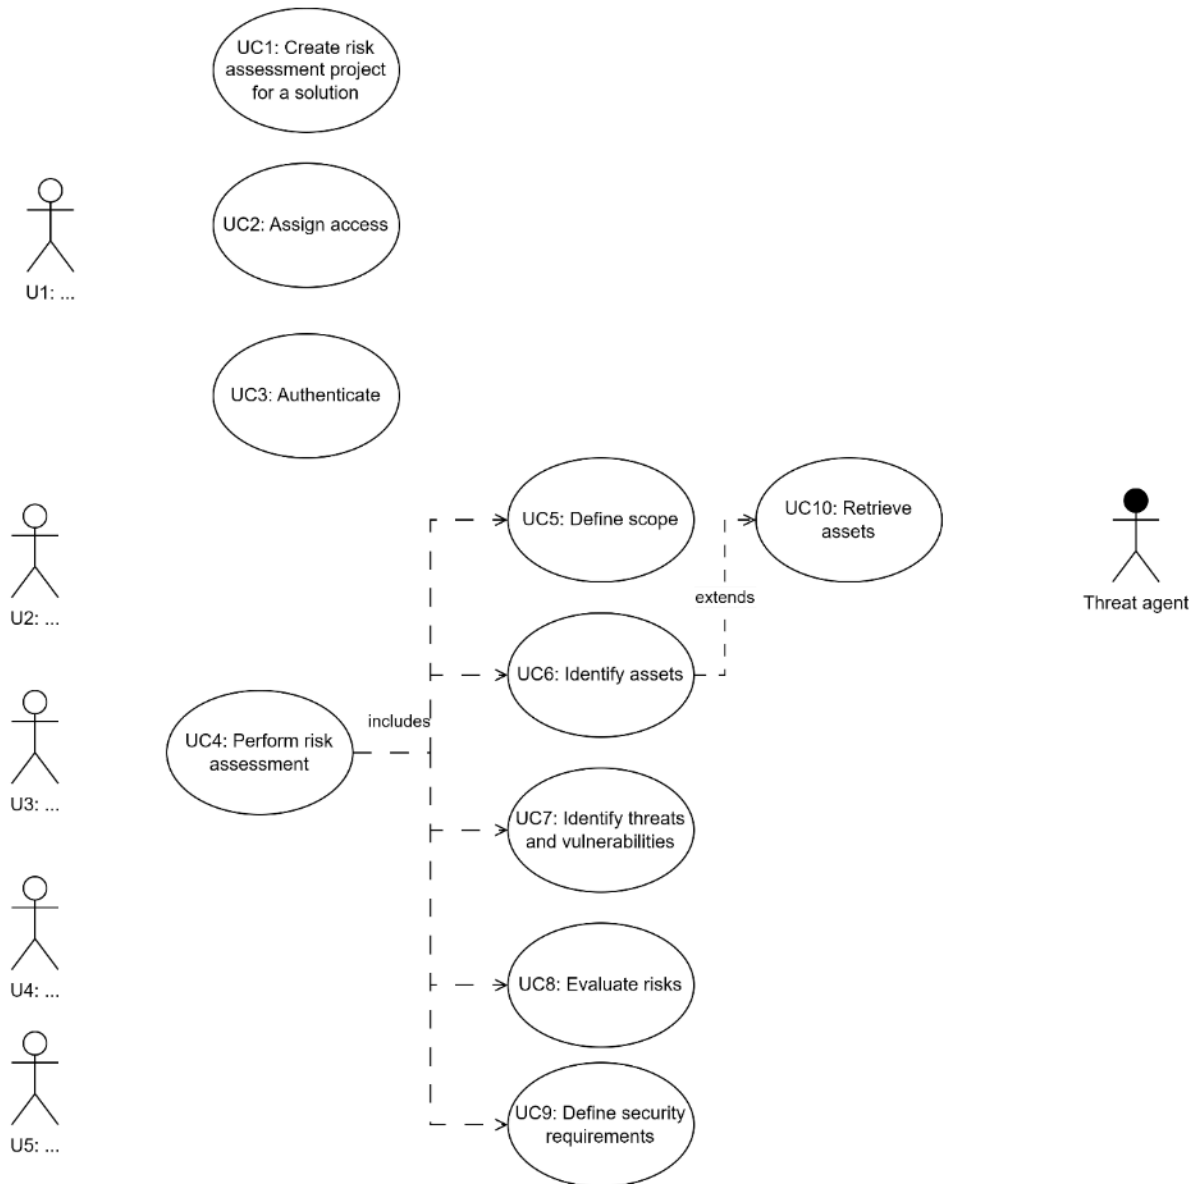 UC1: Create risk
assessment project
for a solution
UC2: Assign access
U1: ...
UC3: Authenticate
UC5: Define scope
UC10: Retrieve
assets
extends
Threat agent
U2: ...
UC6: Identify assets
includes
UC4: Perform risk
assessment
U3: ...
UC7: Identify threats
and vulnerabilities
UC8: Evaluate risks
U4: ...
UC9: Define security
requirements
U5: ...